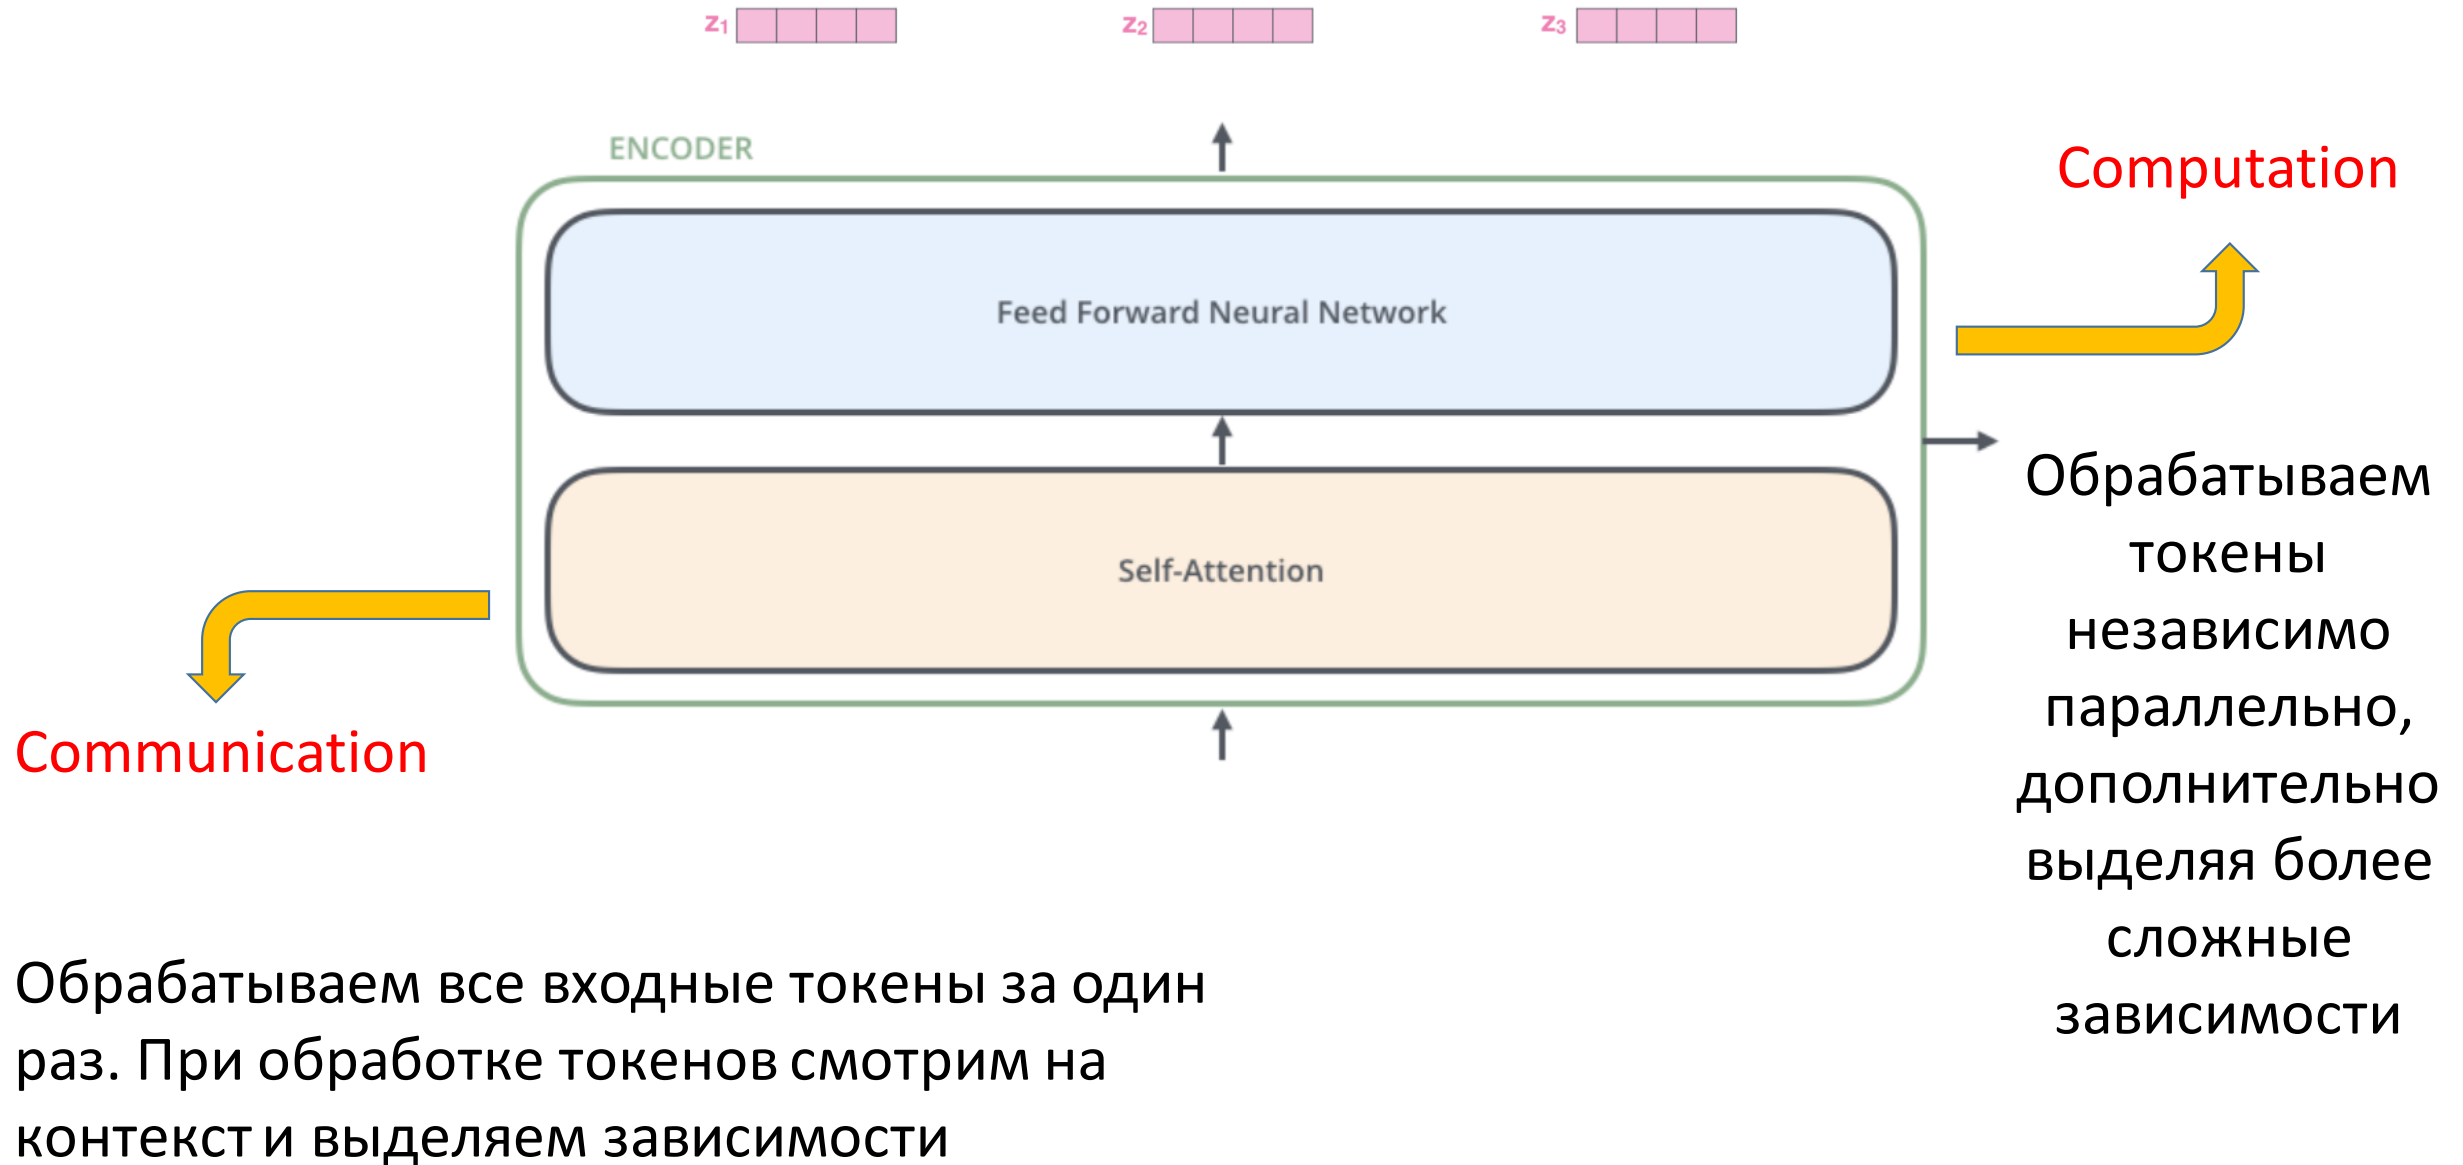 z1
z2
z3
ENCODER
Computation
Feed Forward Neural Network
Self-Attention
Communication
Обрабатываем
токены
независимо
параллельно,
дополнительно
выделяя более
сложные
зависимости
Обрабатываем все входные токены за один
раз. При обработке токенов смотрим на
контекст и выделяем зависимости